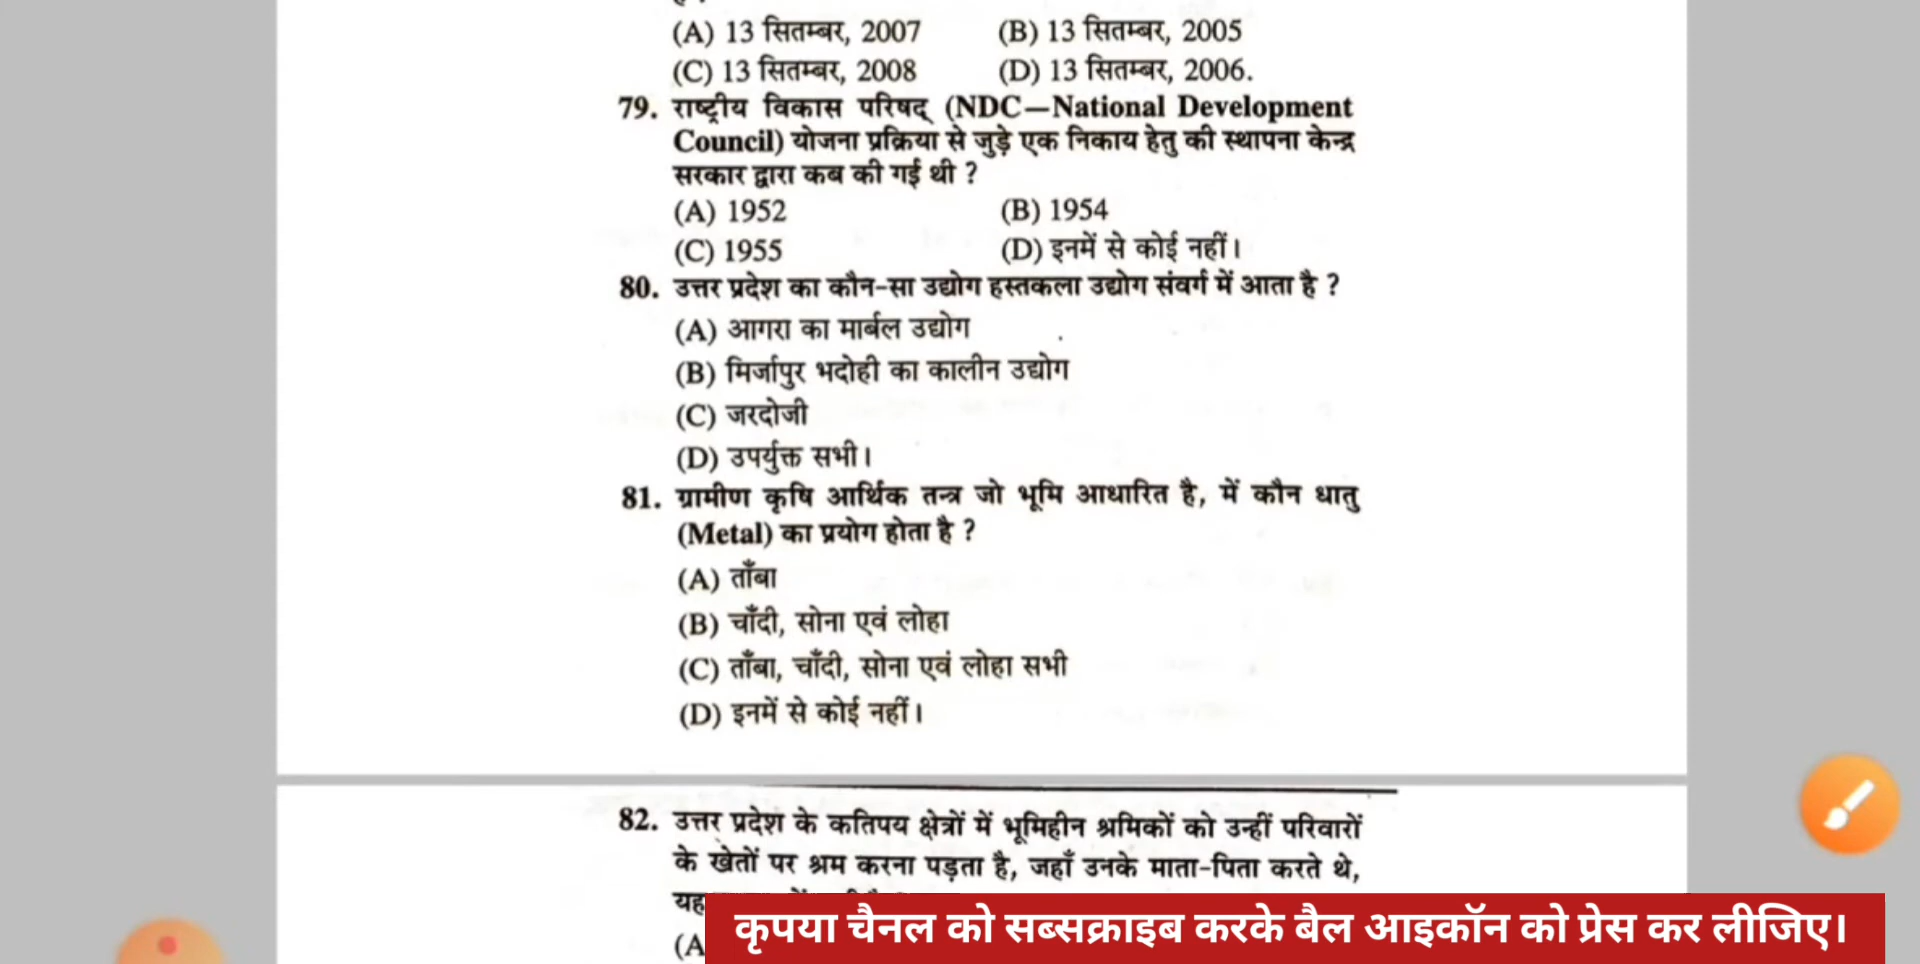 (A) 13 सितम्बर, 2007 (B) 13 सितम्बर, 2005
(C) 13 सितम्बर, 2008 (D) 13 सितम्बर, 2006.
79. राष्ट्रीय विकास परिषद् (NDC—National Development
Council) योजना प्रक्रिया से जुड़े एक निकाय हेतु की स्थापना केन्द्र
सरकार द्वारा कब की गई थी ?
(A) 1952 (B) 1954
(C) 1955 (D) इनमें से कोई नहीं।
80. उत्तर प्रदेश का कौन-सा उद्योग हस्तकला उद्योग संवर्ग में आता है ?
(A) आगरा का मार्बल उद्योग
(B) मिर्जापुर भदोही का कालीन उद्योग
(C) जरदोजी
(D) उपर्युक्त सभी।
81. ग्रामीण कृषि आर्थिक तन्त्र जो भूमि आधारित है, में कौन धातु
(Metal) का प्रयोग होता है ?
(A) ताँबा
(B) चाँदी, सोना एवं लोहा
(C) ताँबा, चाँदी, सोना एवं लोहा सभी
(D) इनमें से कोई नहीं।
82. उत्तर प्रदेश के कतिपय क्षेत्रों में भूमिहीन श्रमिकों को उन्हीं परिवारों
के खेतों पर श्रम करना पड़ता है, जहाँ उनके माता-पिता करते थे,
यह
(A
कृपया चैनल को सब्सक्राइब करके बैल आइकॉन को प्रेस कर लीजिए।